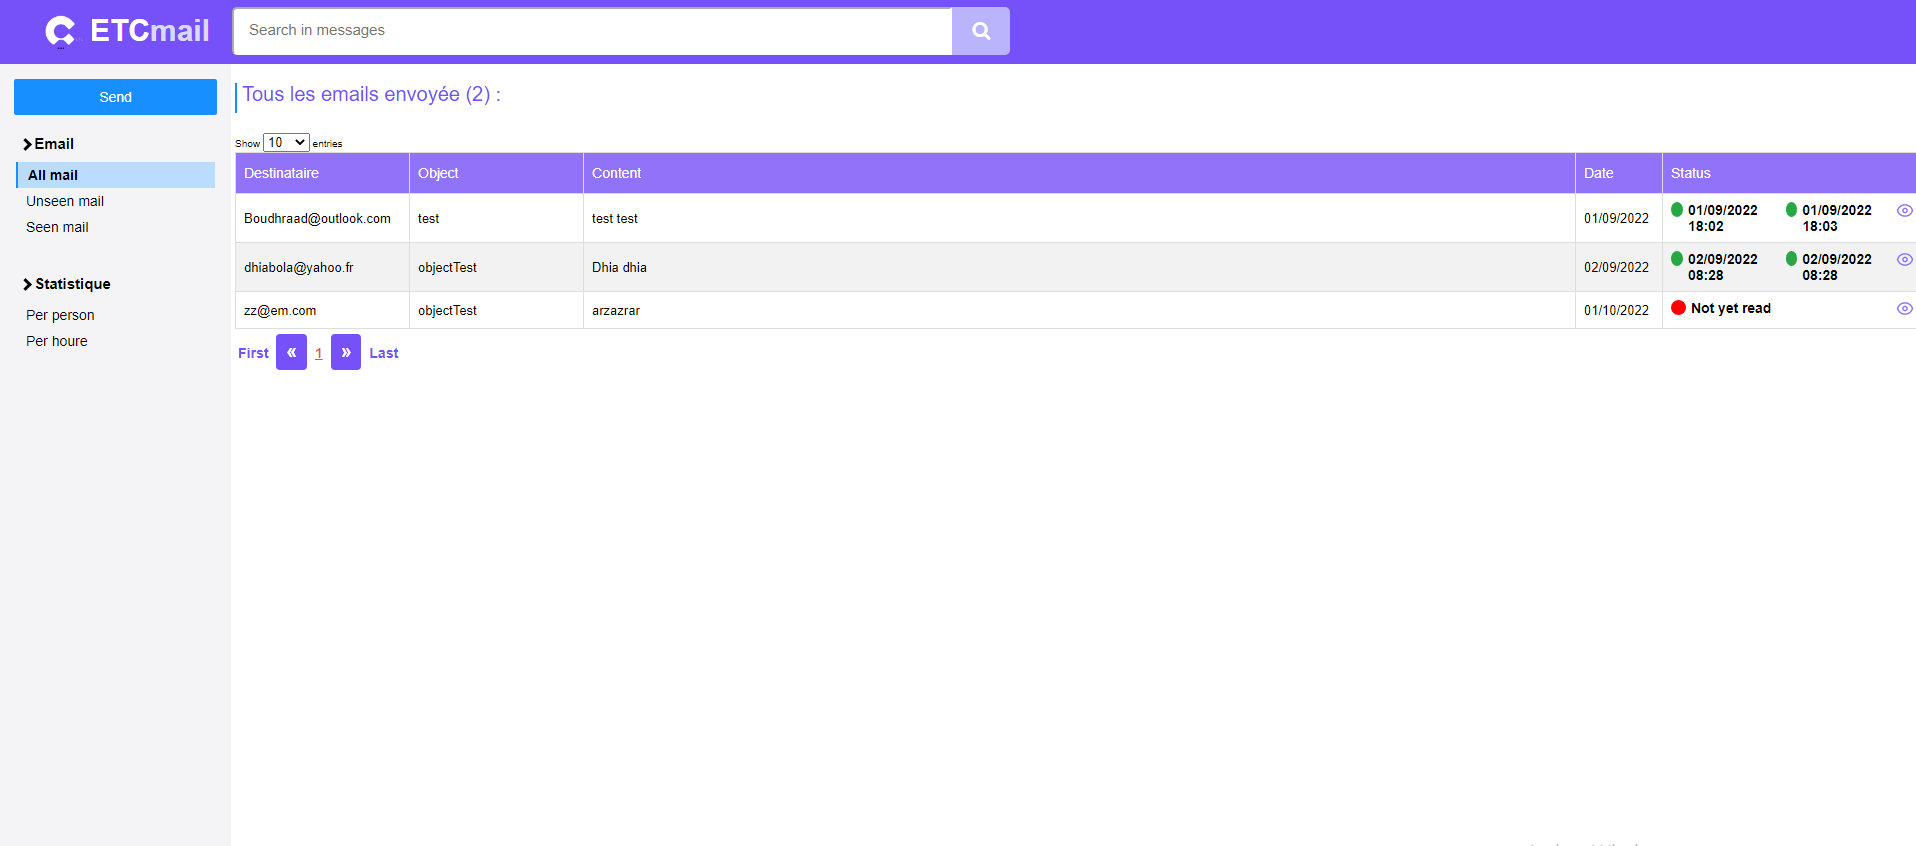 ETCmail
Search in messages
Send
Email
All mail
Unseen mail
Seen mail
Statistique
Per person
Per houre
Tous les emails envoyée (2) :
Show 10 entries
Destinataire Object Content Date Status
Boudhraad@outlook.com test test test 01/09/2022 01/09/2022 18:02 01/09/2022 18:03
dhiabola@yahoo.fr objectTest Dhia dhia 02/09/2022 02/09/2022 08:28 02/09/2022 08:28
zz@em.com objectTest arzazrar 01/10/2022 Not yet read
First « 1 » Last